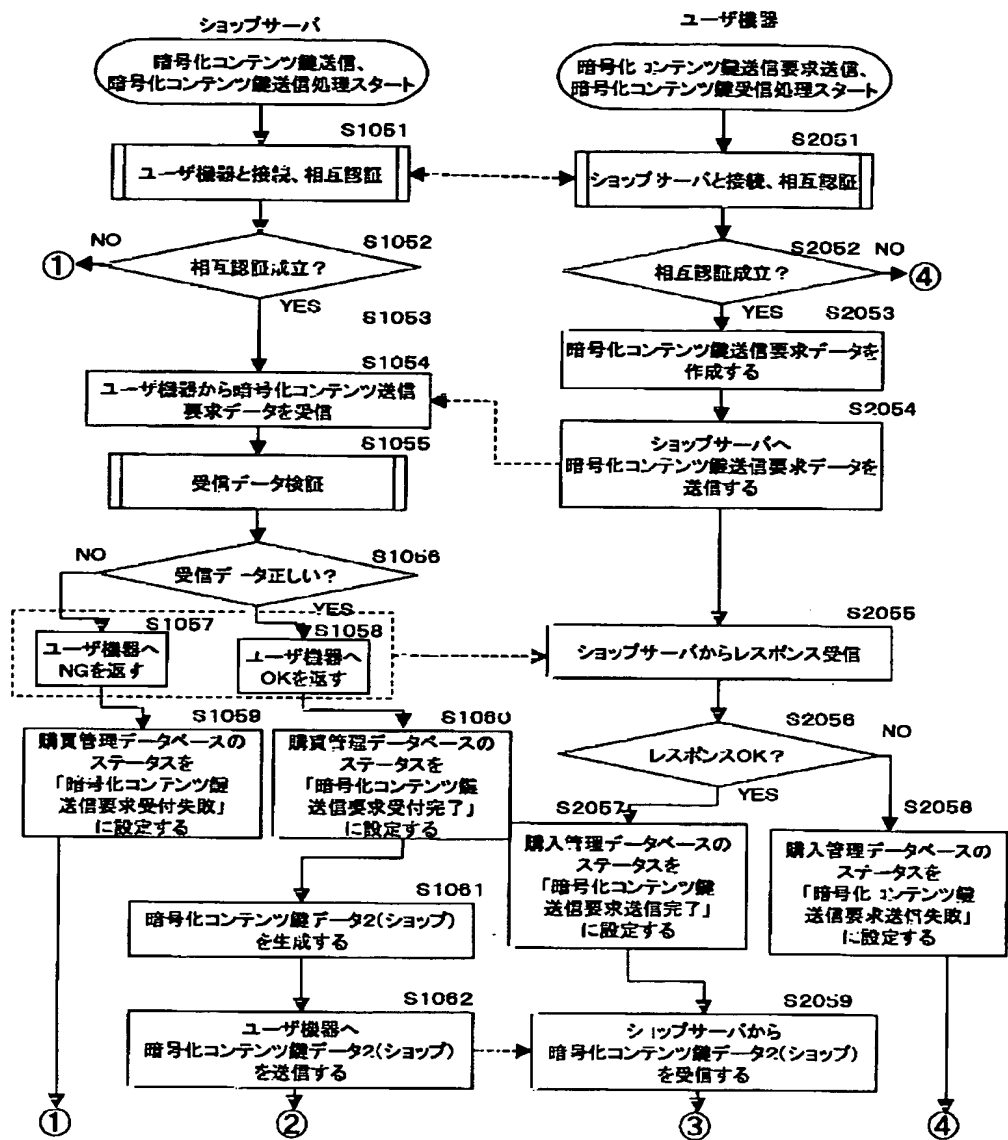 ショップサーバ
暗号化コンテンツ鍵送信、
暗号化コンテンツ鍵送信処理スタート
S1051
ユーザ機器と接続、相互認証
S1052
NO
①
相互認証成立？
YES
S1053
S1054
ユーザ機器から暗号化コンテンツ送信
要求データを受信
S1055
受信データ検証
NO
S1056
受信データ正しい？
YES
S1057
ユーザ機器へ
NGを返す
S1058
ユーザ機器へ
OKを返す
S1059
購買管理データベースの
ステータスを
「暗号化コンテンツ鍵
送信要求受付失敗」
に設定する
S1060
購買管理データベースの
ステータスを
「暗号化コンテンツ鍵
送信要求受付完了」
に設定する
S1061
暗号化コンテンツ鍵データ2(ショップ)
を生成する
S1062
ユーザ機器へ
暗号化コンテンツ鍵データ2(ショップ)
を送信する
①
②
ユーザ機器
暗号化コンテンツ鍵送信要求送信、
暗号化コンテンツ鍵受信処理スタート
S2051
ショップサーバと接続、相互認証
S2052
NO
④
相互認証成立？
YES
S2053
暗号化コンテンツ鍵送信要求データを
作成する
S2054
ショップサーバへ
暗号化コンテンツ鍵送信要求データを
送信する
S2055
ショップサーバからレスポンス受信
S2056
NO
レスポンスOK？
YES
S2057
購入管理データベースの
ステータスを
「暗号化コンテンツ鍵
送信要求送信完了」
に設定する
S2058
購入管理データベースの
ステータスを
「暗号化コンテンツ鍵
送信要求送信失敗」
に設定する
S2059
ショップサーバから
暗号化コンテンツ鍵データ2(ショップ)
を受信する
③
④